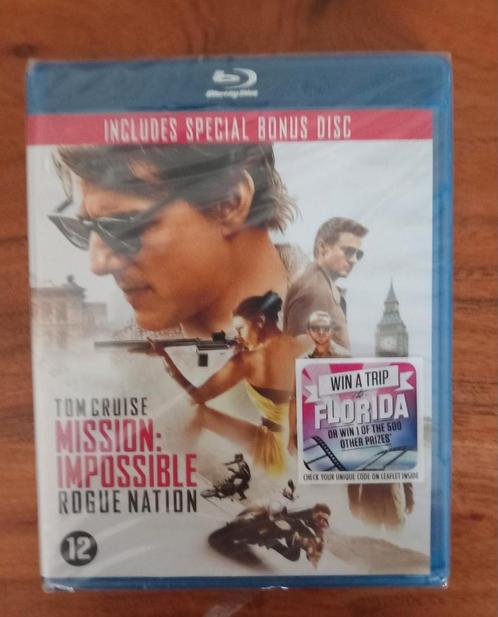 Blu-ray Disc
INCLUDES SPECIAL BONUS DISC
TOM CRUISE
MISSION:
IMPOSSIBLE
ROGUE NATION
12
WIN A TRIP
to
FLORIDA
OR WIN 1 OF THE 500
OTHER PRIZES*
CHECK YOUR UNIQUE CODE ON LEAFLET INSIDE